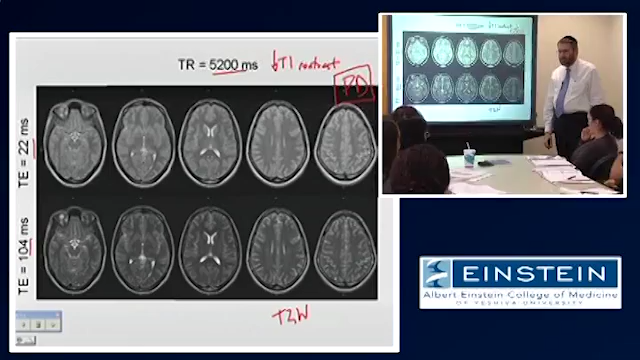 TR = 5200 ms ↓T1 contrast
PD
TE = 22 ms
TE = 104 ms
T2W
EINSTEIN
Albert Einstein College of Medicine
OF YESHIVA UNIVERSITY